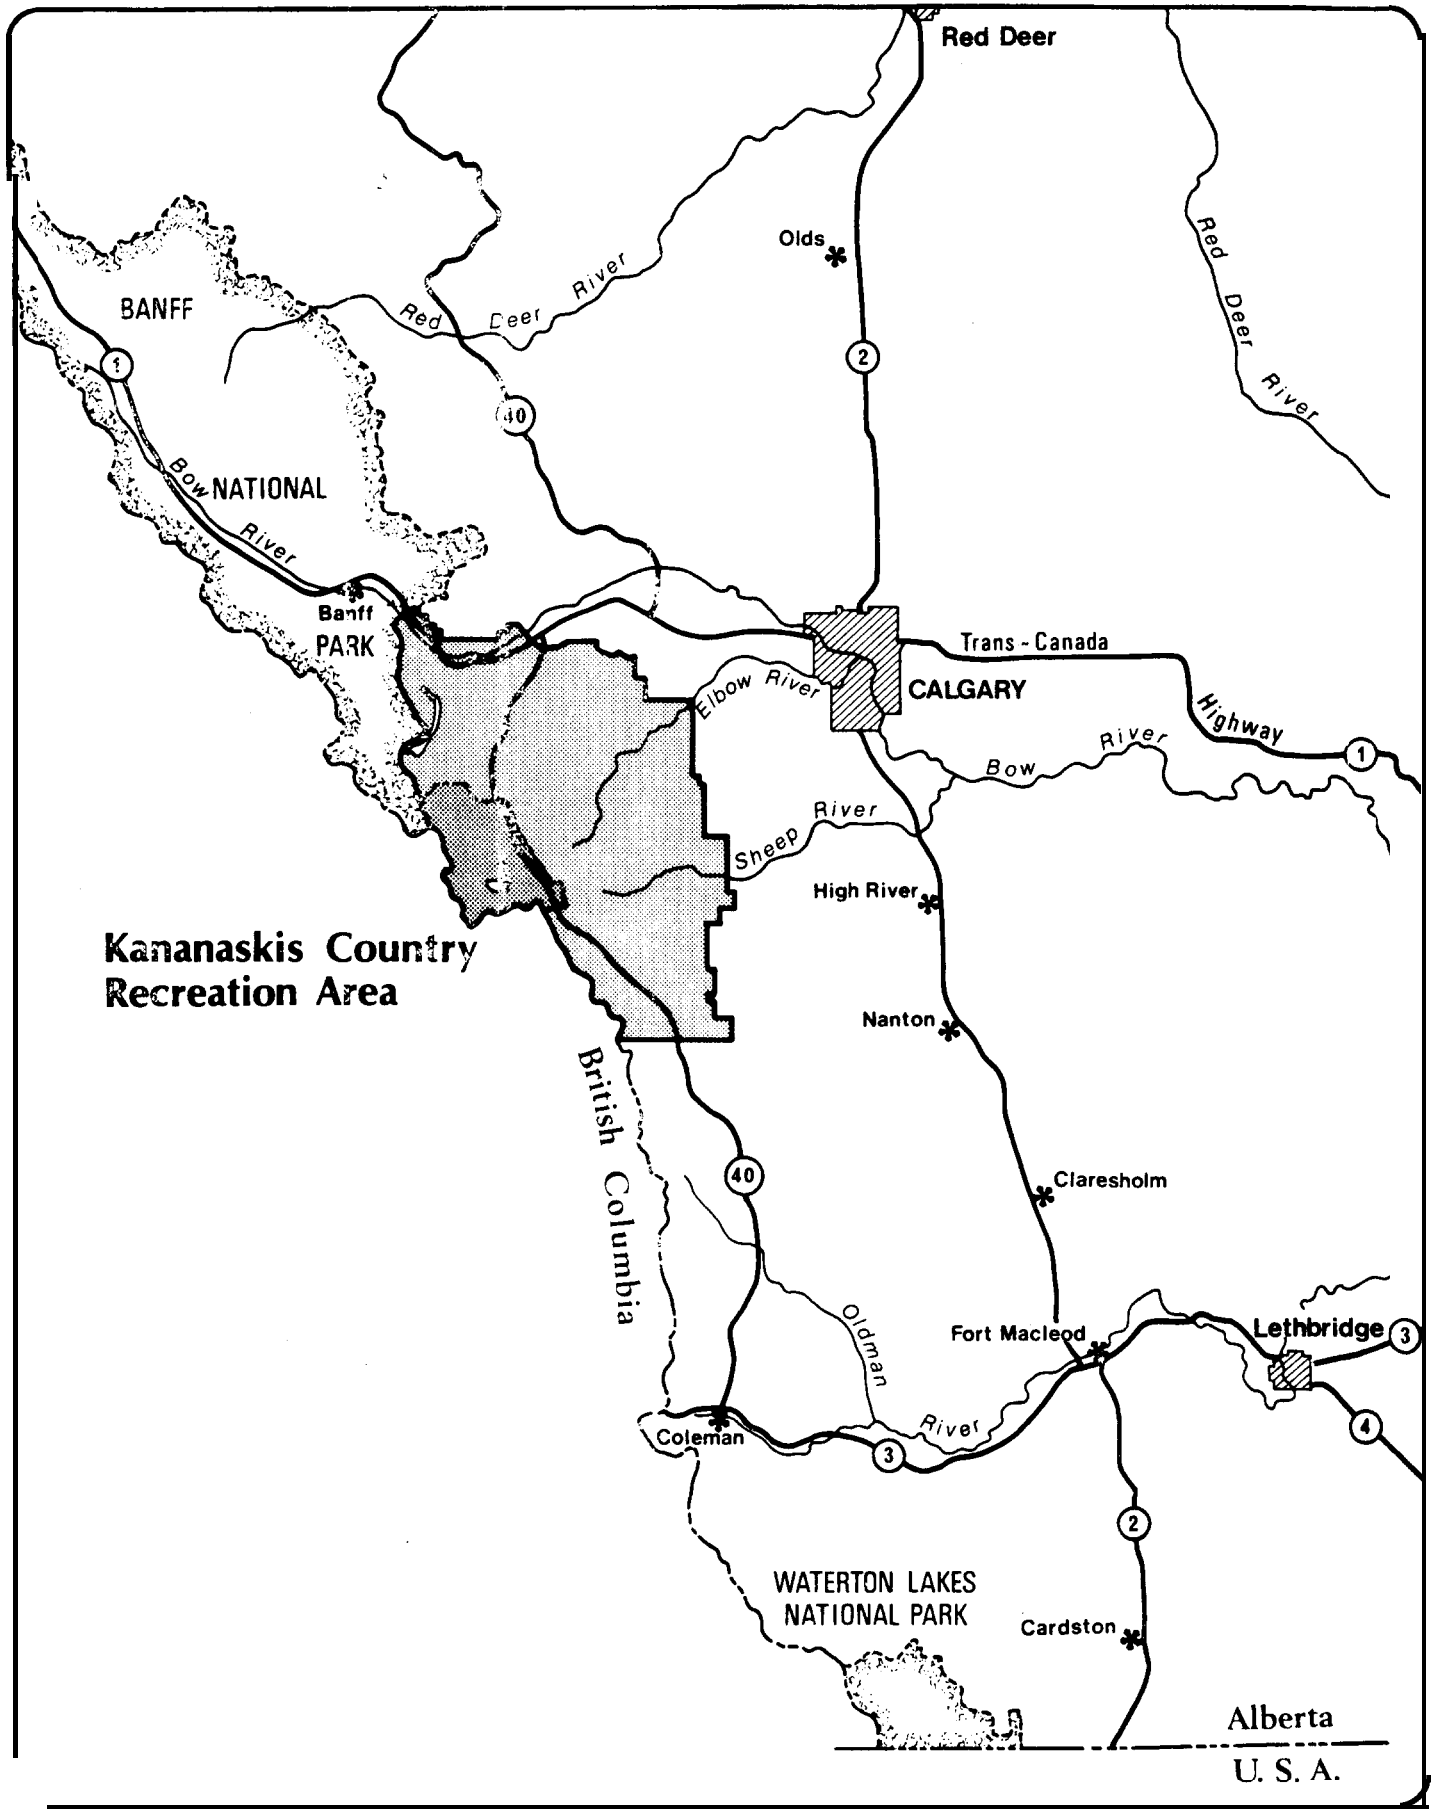 Red Deer
Olds
Red Deer River
Red Deer River
BANFF
1
2
40
Bow
NATIONAL
River
Banff
PARK
Trans-Canada
Elbow River
CALGARY
Highway
1
Bow River
Sheep River
High River
Kananaskis Country
Recreation Area
Nanton
British Columbia
40
Claresholm
Oldman
Fort Macleod
Lethbridge
3
River
Coleman
3
4
2
WATERTON LAKES
NATIONAL PARK
Cardston
Alberta
U. S. A.